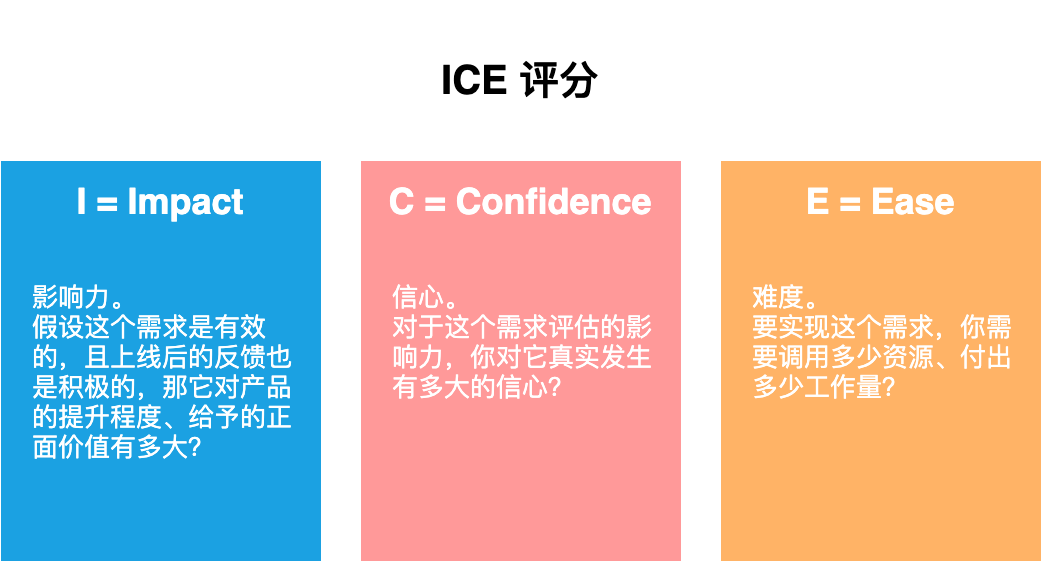 ICE 评分
I = Impact
影响力。
假设这个需求是有效
的，且上线后的反馈也
是积极的，那它对产品
的提升程度、给予的正
面价值有多大？
C = Confidence
信心。
对于这个需求评估的影
响力，你对它真实发生
有多大的信心？
E = Ease
难度。
要实现这个需求，你需
要调用多少资源、付出
多少工作量？